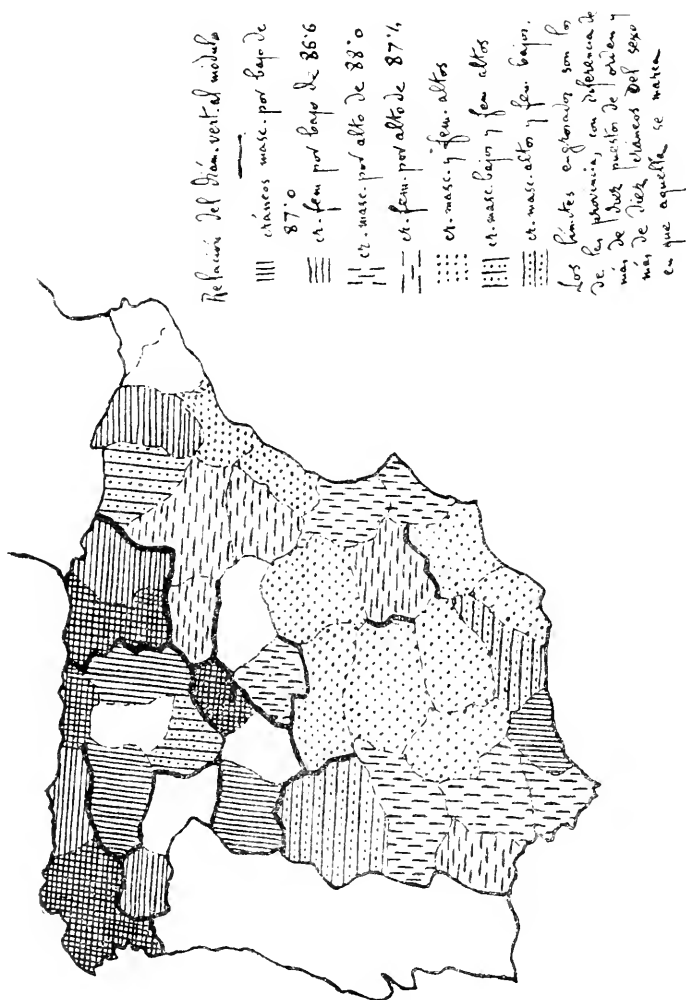 Relación del diám. vert. al módulo
cráneos masc. por bajo de
87'0
cr. fem por bajo de 86'6
cr. masc. por alto de 88'0
cr. fem. por alto de 87'4
cr. masc. y fem. altos
cr. masc. bajos y fem altos
cr. masc. altos y fem. bajos.
Los límites engrosados son los
de las provincias, con diferencia de
más de diez puestos de orden y
más de diez cráneos del sexo
en que aquella se marca